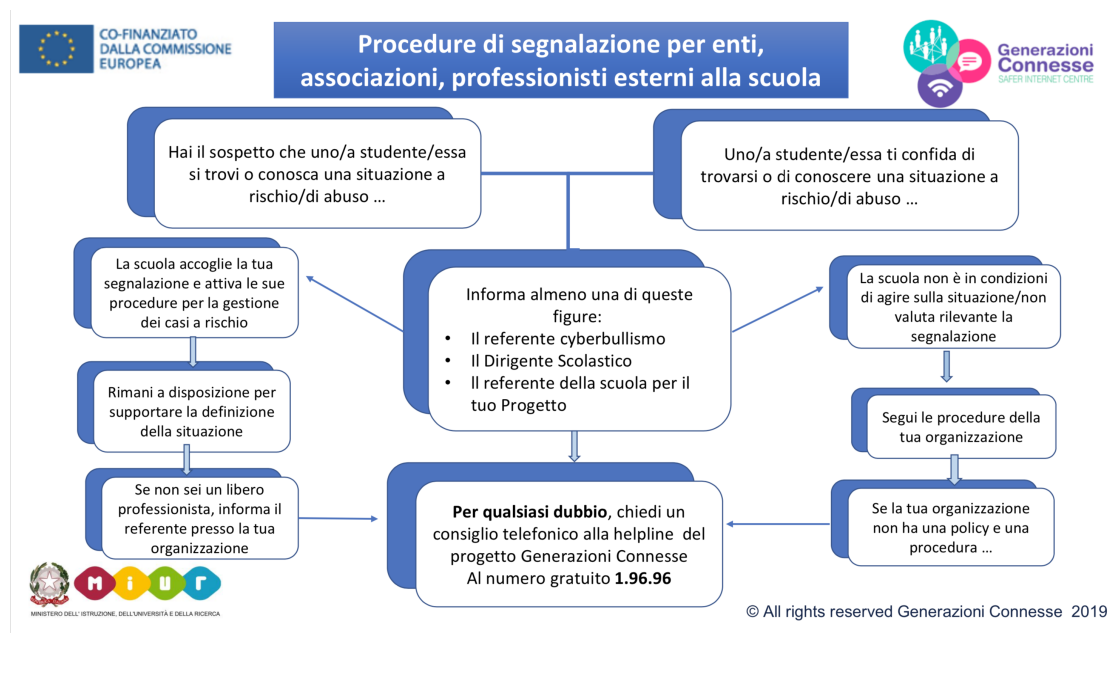 CO-FINANZIATO
DALLA COMMISSIONE
EUROPEA
Procedure di segnalazione per enti,
associazioni, professionisti esterni alla scuola
Generazioni
Connesse
SAFER INTERNET CENTRE
Hai il sospetto che uno/a studente/essa
si trovi o conosca una situazione a
rischio/di abuso ...
Uno/a studente/essa ti confida di
trovarsi o di conoscere una situazione a
rischio/di abuso ...
La scuola accoglie la tua
segnalazione e attiva le sue
procedure per la gestione
dei casi a rischio
Informa almeno una di queste
figure:
• Il referente cyberbullismo
• Il Dirigente Scolastico
• Il referente della scuola per il
tuo Progetto
La scuola non è in condizioni
di agire sulla situazione/non
valuta rilevante la
segnalazione
Rimani a disposizione per
supportare la definizione
della situazione
Segui le procedure della
tua organizzazione
Se non sei un libero
professionista, informa il
referente presso la tua
organizzazione
Per qualsiasi dubbio, chiedi un
consiglio telefonico alla helpline del
progetto Generazioni Connesse
Al numero gratuito 1.96.96
Se la tua organizzazione
non ha una policy e una
procedura ...
M i u r
MINISTERO DELL' ISTRUZIONE, DELL'UNIVERSITÀ E DELLA RICERCA
© All rights reserved Generazioni Connesse 2019